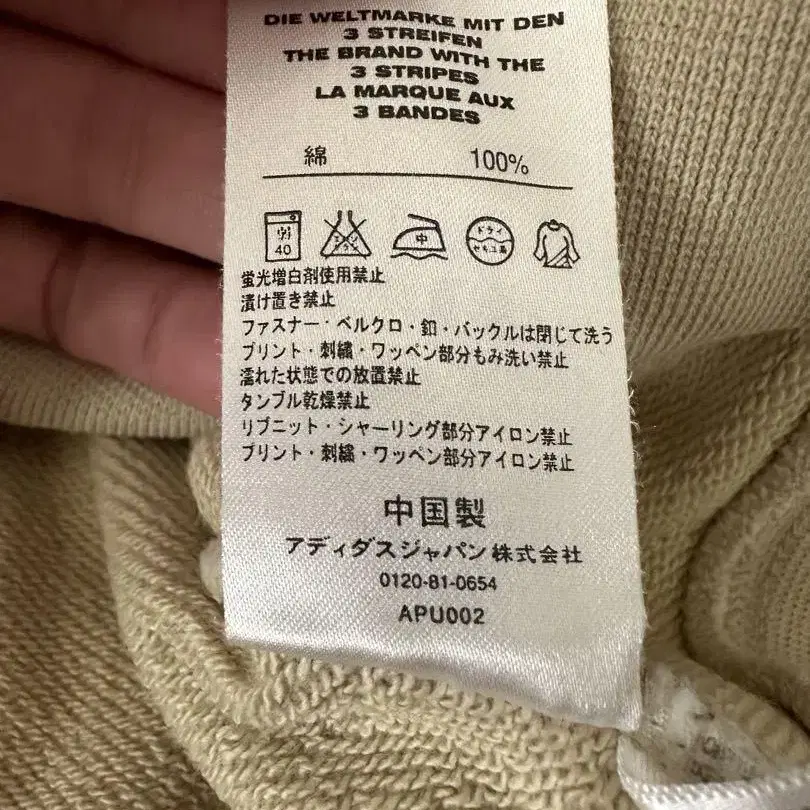 DIE WELTMARKE MIT DEN
3 STREIFEN
THE BRAND WITH THE
3 STRIPES
LA MARQUE AUX
3 BANDES
綿 100%
40 中 ドライ
セキユ系
蛍光増白剤使用禁止
漬け置き禁止
ファスナー・ベルクロ・釦・バックルは閉じて洗う
プリント・刺繍・ワッペン部分もみ洗い禁止
濡れた状態での放置禁止
タンブル乾燥禁止
リブニット・シャーリング部分アイロン禁止
プリント・刺繍・ワッペン部分アイロン禁止
中国製
アディダスジャパン株式会社
0120-81-0654
APU002